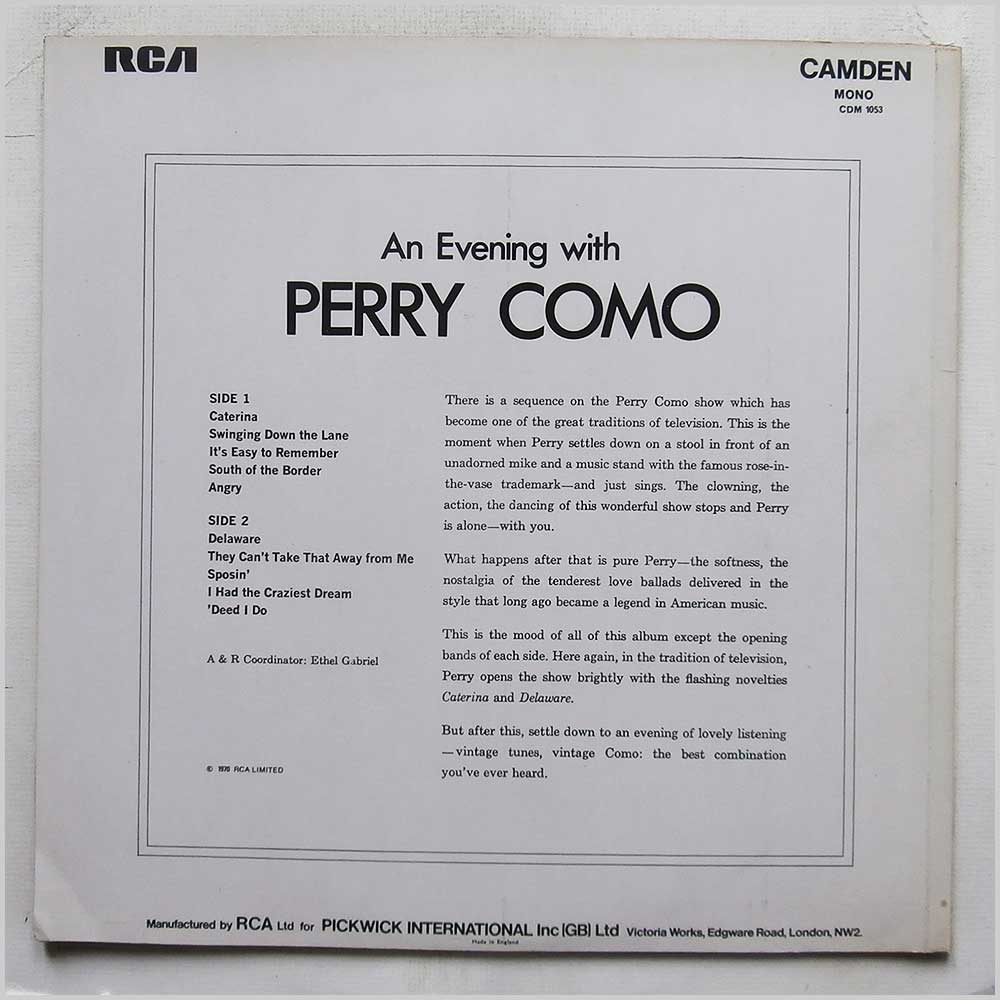 RCA
CAMDEN
MONO
CDM 1053
An Evening with
PERRY COMO
SIDE 1
Caterina
Swinging Down the Lane
It's Easy to Remember
South of the Border
Angry
SIDE 2
Delaware
They Can't Take That Away from Me
Sposin'
I Had the Craziest Dream
'Deed I Do
A & R Coordinator: Ethel Gabriel
© 1970 RCA LIMITED
There is a sequence on the Perry Como show which has
become one of the great traditions of television. This is the
moment when Perry settles down on a stool in front of an
unadorned mike and a music stand with the famous rose-in-
the-vase trademark—and just sings. The clowning, the
action, the dancing of this wonderful show stops and Perry
is alone—with you.
What happens after that is pure Perry—the softness, the
nostalgia of the tenderest love ballads delivered in the
style that long ago became a legend in American music.
This is the mood of all of this album except the opening
bands of each side. Here again, in the tradition of television,
Perry opens the show brightly with the flashing novelties
Caterina and Delaware.
But after this, settle down to an evening of lovely listening
—vintage tunes, vintage Como: the best combination
you've ever heard.
Manufactured by RCA Ltd for PICKWICK INTERNATIONAL Inc (GB) Ltd Victoria Works, Edgware Road, London, NW2.
Made in England